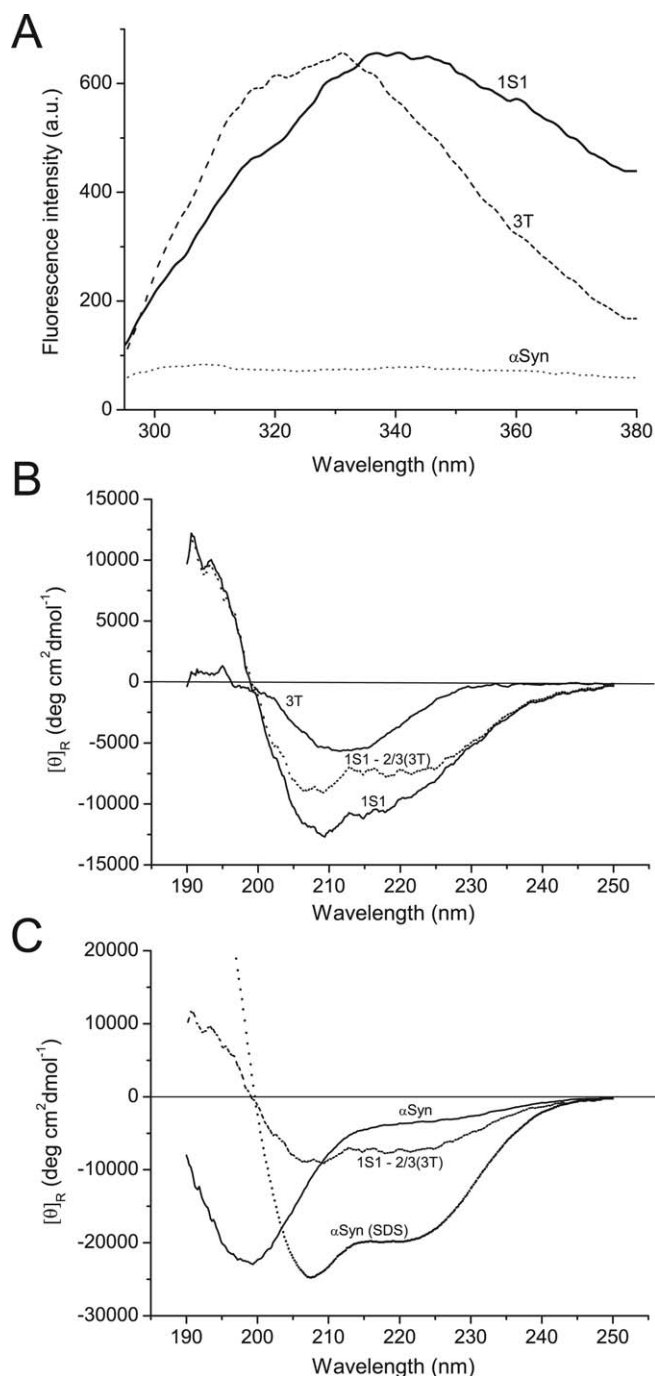 A
Fluorescence intensity (a.u.)
600
400
200
0
1S1
3T
αSyn
300 320 340 360 380
Wavelength (nm)
B
[θ]R (deg cm2dmol-1)
15000
10000
5000
0
-5000
-10000
-15000
3T
1S1 - 2/3(3T)
1S1
190 200 210 220 230 240 250
Wavelength (nm)
C
[θ]R (deg cm2dmol-1)
20000
10000
0
-10000
-20000
-30000
αSyn
1S1 - 2/3(3T)
αSyn (SDS)
190 200 210 220 230 240 250
Wavelength (nm)